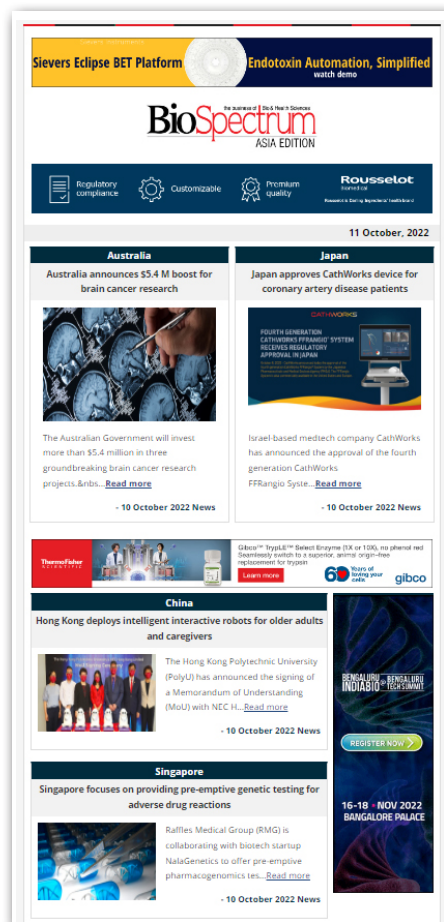 Sievers Eclipse BET Platform
Endotoxin Automation, Simplified
watch demo
the business of Bio & Health Sciences
BioSpectrum
ASIA EDITION
Regulatory
compliance
Customizable
Premium
quality
Rousselot
Biomedical
11 October, 2022
Australia
Australia announces $5.4 M boost for
brain cancer research
The Australian Government will invest
more than $5.4 million in three
groundbreaking brain cancer research
projects.&nbs...Read more
- 10 October 2022 News
Japan
Japan approves CathWorks device for
coronary artery disease patients
CATHWORKS
FOURTH GENERATION
CATHWORKS FFRANGIO® SYSTEM
RECEIVES REGULATORY
APPROVAL IN JAPAN
Israel-based medtech company CathWorks
has announced the approval of the fourth
generation CathWorks
FFRangio Syste...Read more
- 10 October 2022 News
ThermoFisher
SCIENTIFIC
Gibco™ TrypLE™ Select Enzyme (1X or 10X), no phenol red
Seamlessly switch to a superior, animal origin-free
replacement for trypsin
Learn more
60 Years of
loving your
cells
gibco
China
Hong Kong deploys intelligent interactive robots for older adults
and caregivers
The Hong Kong Polytechnic University
(PolyU) has announced the signing of
a Memorandum of Understanding
(MoU) with NEC H...Read more
- 10 October 2022 News
Singapore
Singapore focuses on providing pre-emptive genetic testing for
adverse drug reactions
Raffles Medical Group (RMG) is
collaborating with biotech startup
NalaGenetics to offer pre-emptive
pharmacogenomics tes...Read more
- 10 October 2022 News
BENGALURU
INDIABIO
@
BENGALURU
TECH SUMMIT
REGISTER NOW
16-18 • NOV 2022
BANGALORE PALACE